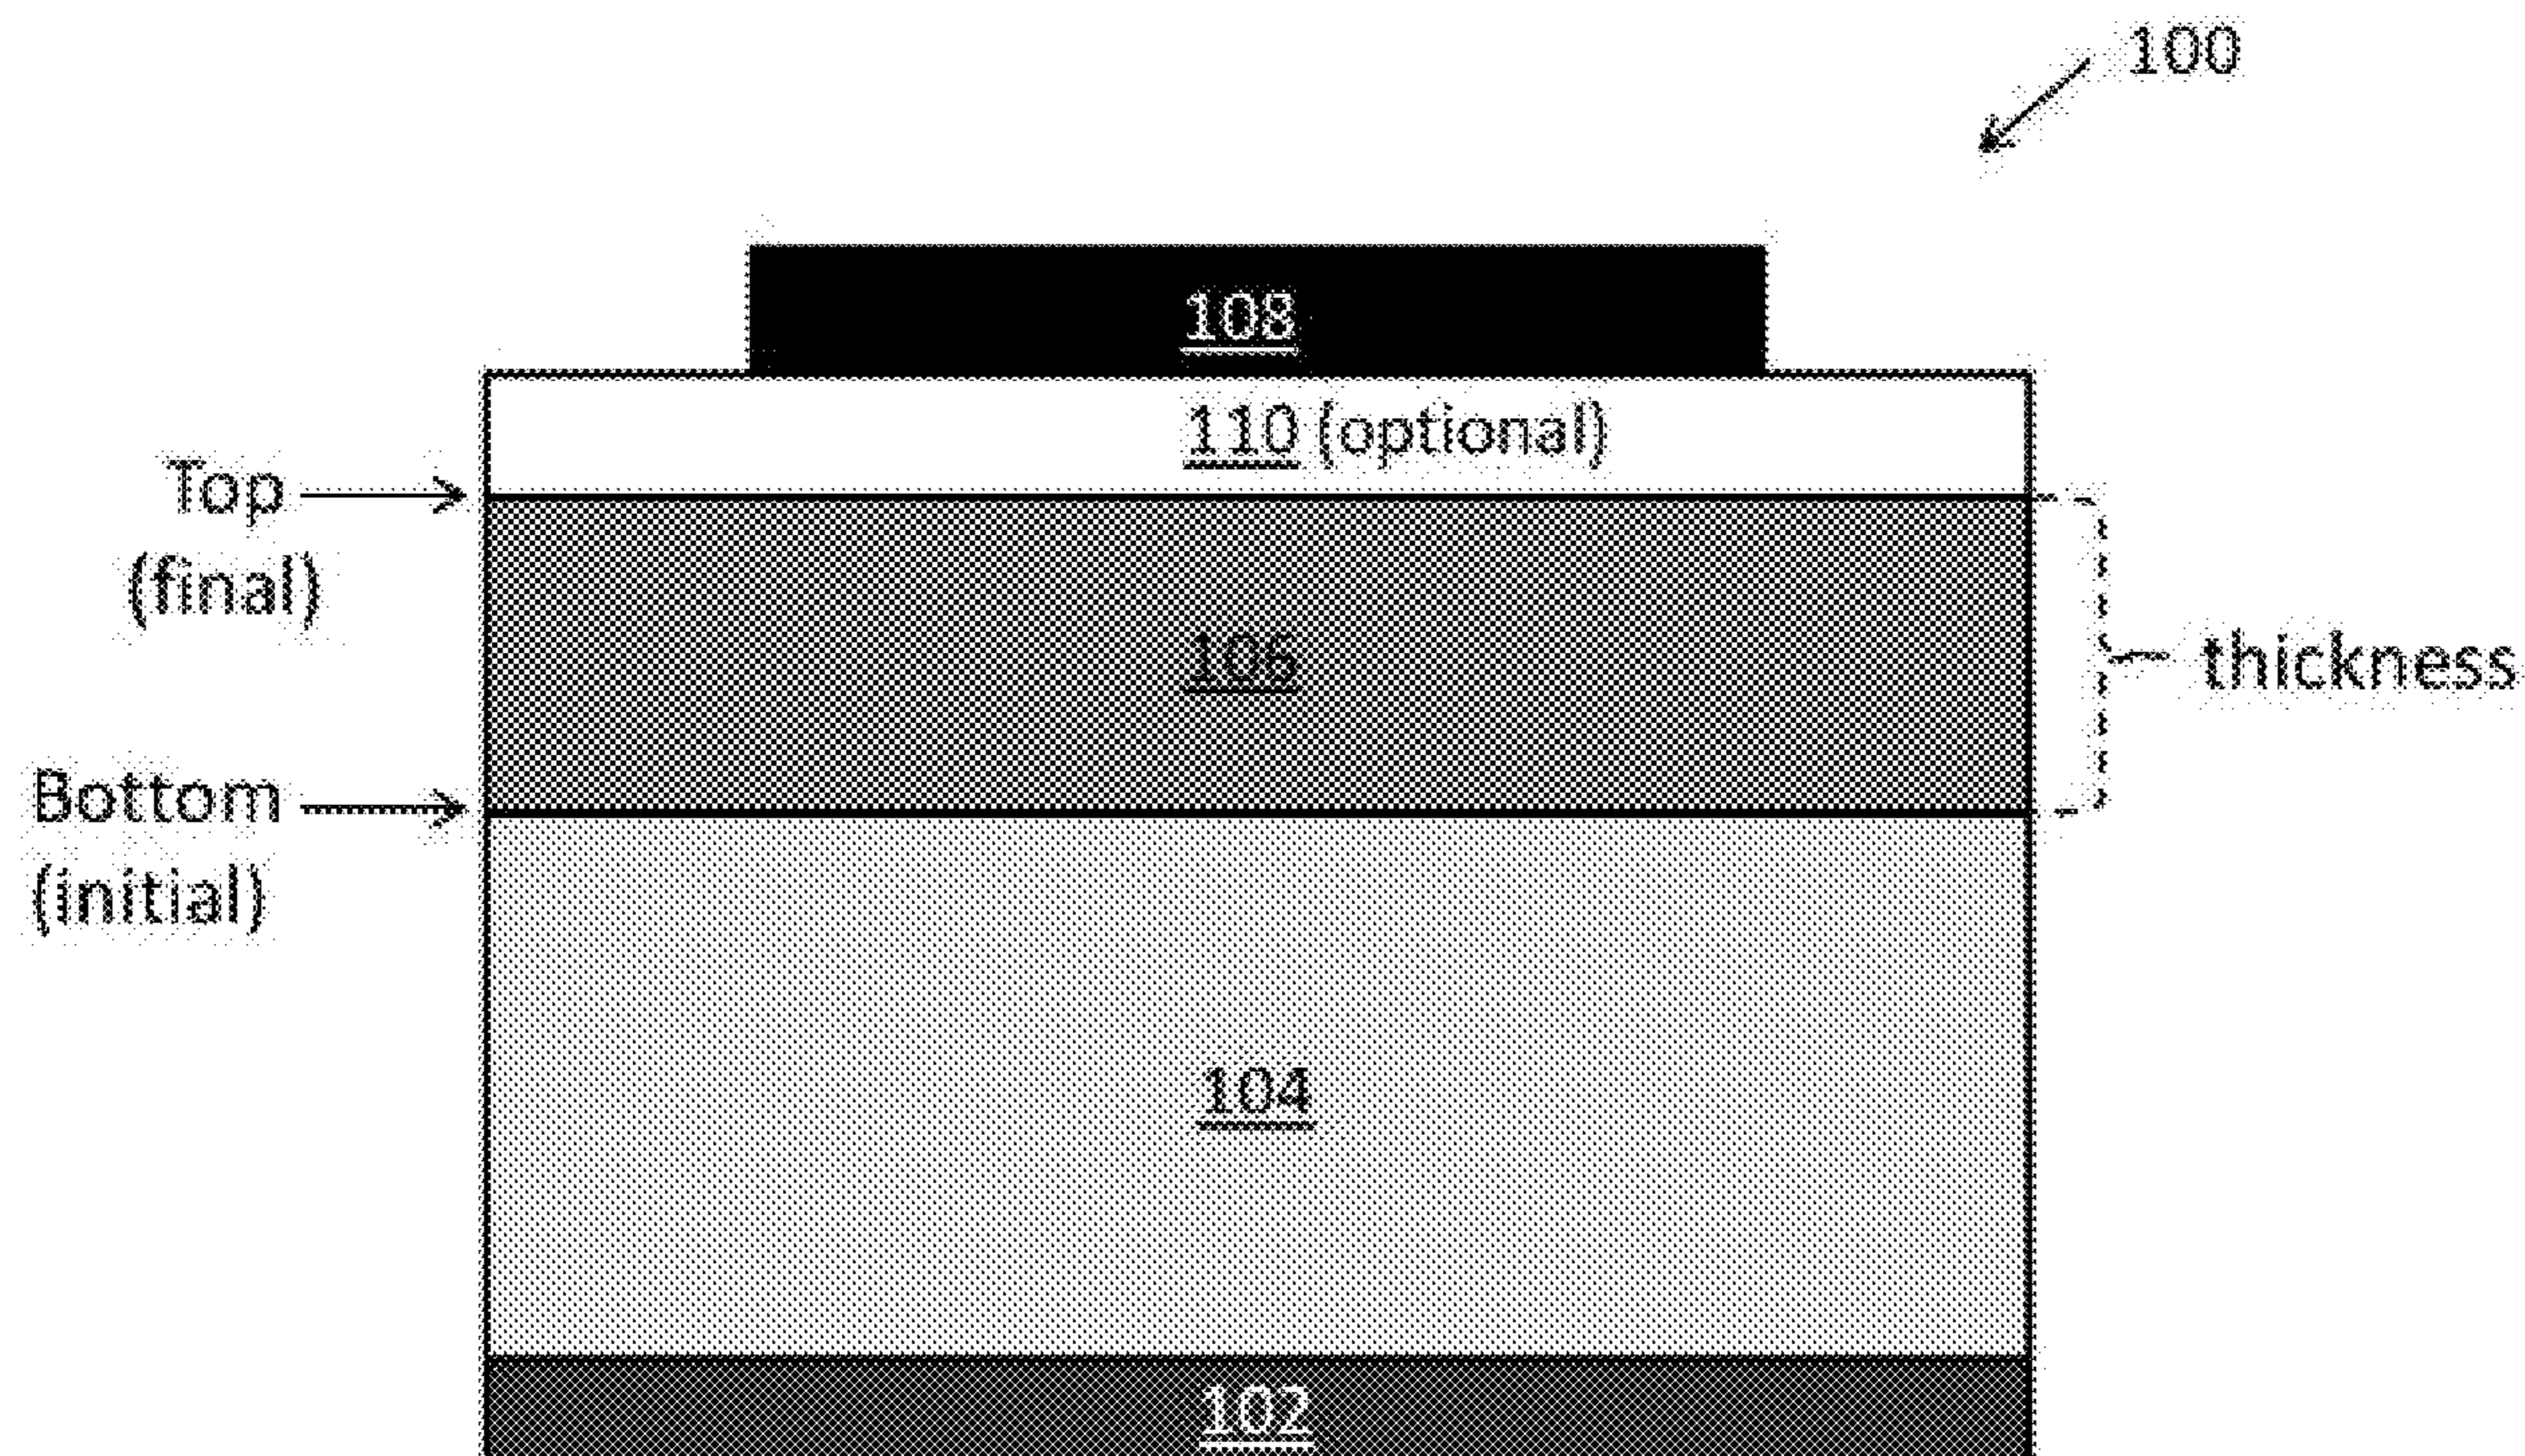 100
108
110 (optional)
Top
(final)
106
thickness
Bottom
(initial)
104
102